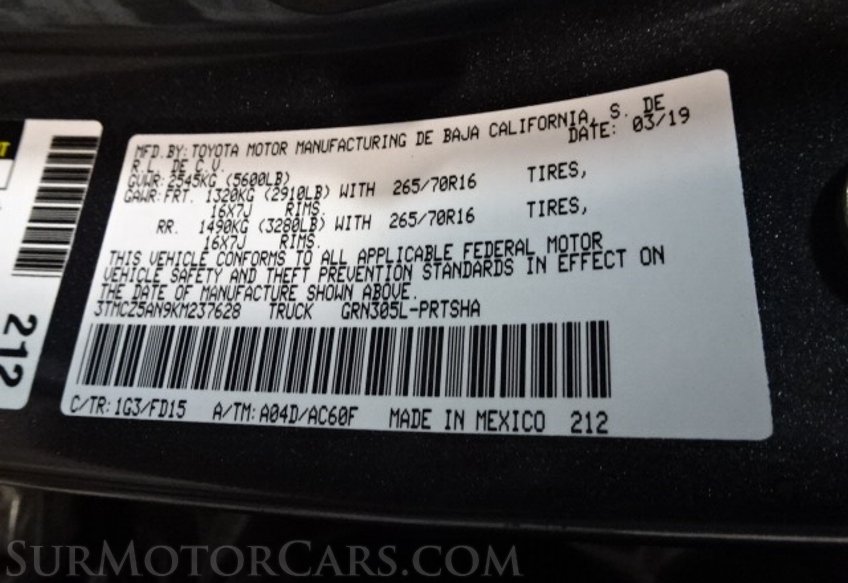 MFD.BY: TOYOTA MOTOR MANUFACTURING DE BAJA CALIFORNIA, S. DE
R.L. DE C.V. DATE: 03/19
GVWR: 2545KG (5600LB)
GAWR: FRT. 1320KG (2910LB) WITH 265/70R16 TIRES,
16X7J RIMS.
RR. 1490KG (3280LB) WITH 265/70R16 TIRES,
16X7J RIMS.
THIS VEHICLE CONFORMS TO ALL APPLICABLE FEDERAL MOTOR
VEHICLE SAFETY AND THEFT PREVENTION STANDARDS IN EFFECT ON
THE DATE OF MANUFACTURE SHOWN ABOVE.
3TMCZ5AN9KM237628 TRUCK GRN305L-PRTSHA
C/TR: 1G3/FD15 A/TM: A04D/AC60F MADE IN MEXICO 212
212
SURMOTORCARS.COM